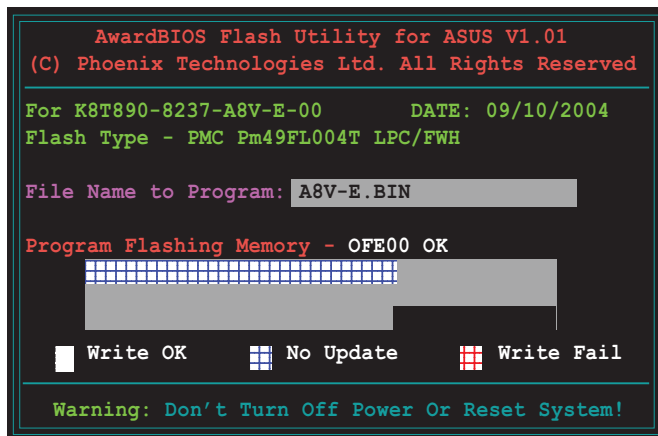 AwardBIOS Flash Utility for ASUS V1.01
(C) Phoenix Technologies Ltd. All Rights Reserved
For K8T890-8237-A8V-E-00 DATE: 09/10/2004
Flash Type - PMC Pm49FL004T LPC/FWH
File Name to Program: A8V-E.BIN
Program Flashing Memory - OFE00 OK
Write OK No Update Write Fail
Warning: Don't Turn Off Power Or Reset System!